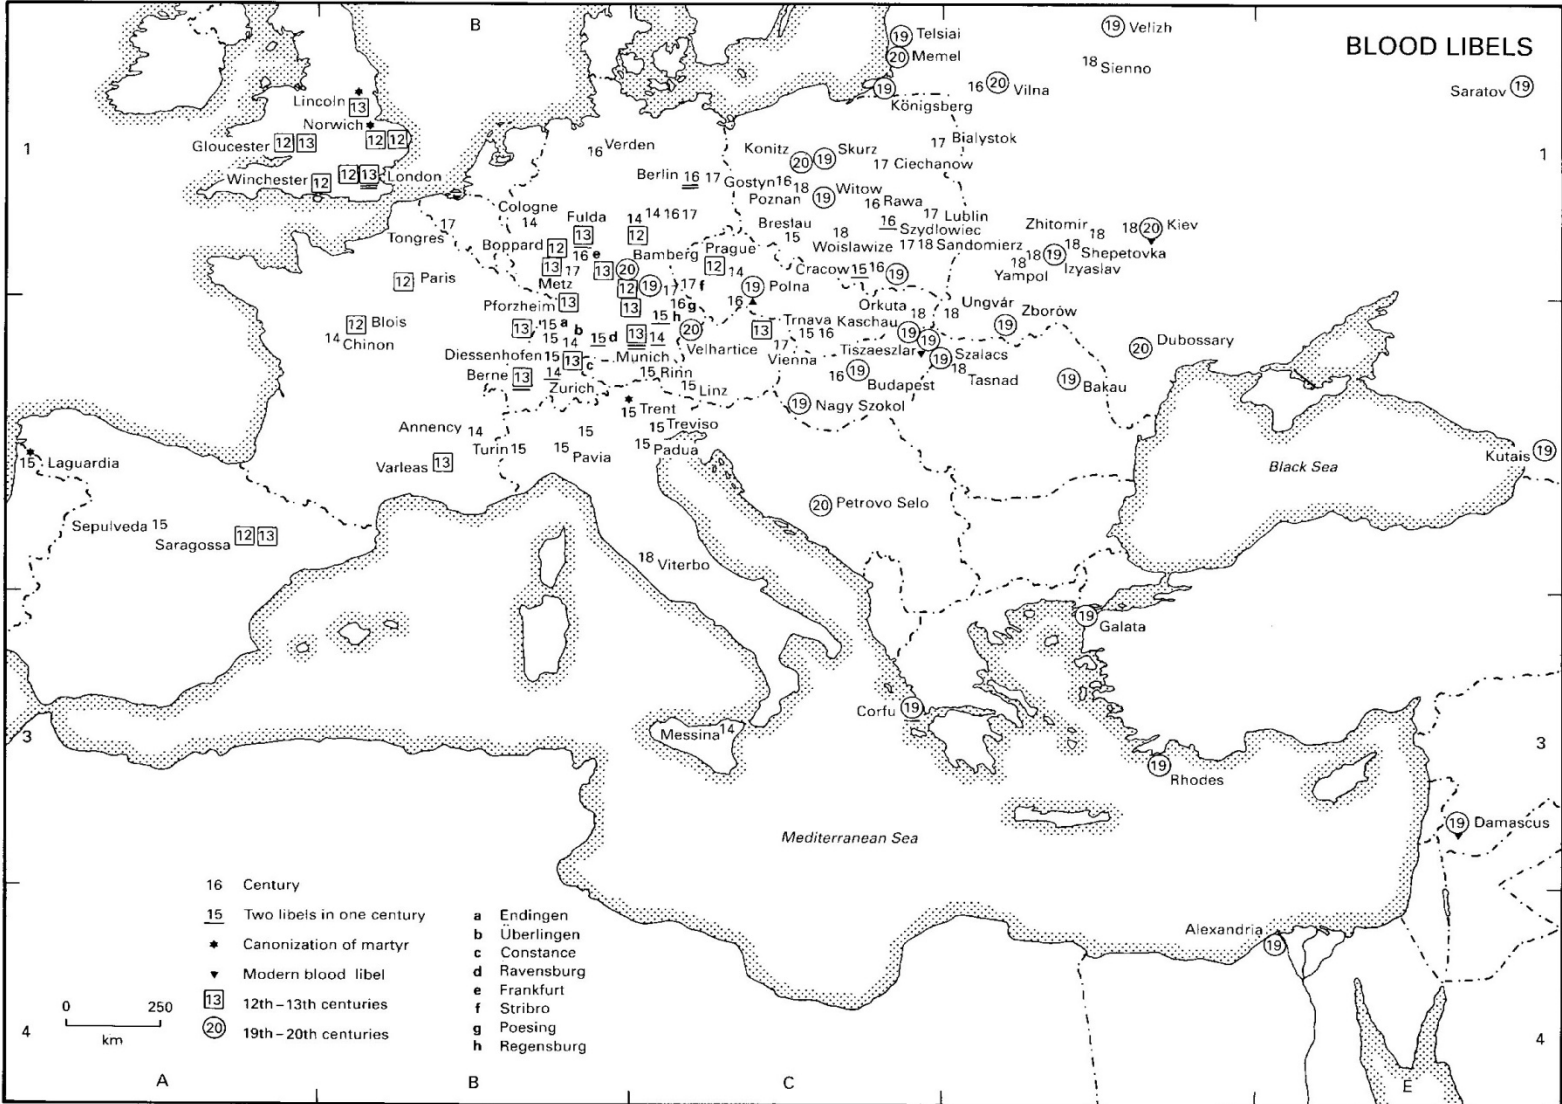 B
BLOOD LIBELS
19 Telsiai
20 Memel
19 Velizh
18 Sienno
16 20 Vilna
Saratov 19
19 Königsberg
Lincoln 13
Norwich 12 12
Gloucester 12 13
Winchester 12
12 13 London
1
1
16 Verden
Berlin 16 17
Konitz 20
19 Skurz
17 Bialystok
17 Ciechanow
Gostyn 16
Poznan 18
19 Witow
16 Rawa
17 Lublin
16 Szydlowiec
Cologne 14
Fulda 13
14 14 16 17
12
Breslau 15
Woislawize 18
17 18 Sandomierz
Zhitomir 18
18 20 Kiev
18 Shepetovka
18 19 Izyaslav
18 Yampol
17
Tongres
Boppard 12
13
16 e
17
13
20 Bamberg
12
19
17
17 f
Prague 12
14
Cracow 15 16 19
12 Paris
Metz 13
13
16 g
15 h
16
19 Polna
Orkuta 18
Ungvár 19
18
Zborów
12 Blois
14 Chinon
Pforzheim 13
15 a
15 b
14
15 d
13 14
Munich
20 Velhartice
13
17 Vienna
Trnava 15 16
Kaschau 19
19
Tiszaeszlar
19 Szalacs
18 Tasnad
20 Dubossary
Diessenhofen 15
13 c
Berne 13
14 Zurich
15 Rinn
15 Linz
16 19 Budapest
19 Bakau
15 Trent
19 Nagy Szokol
Annency 14
15
15 Treviso
Turin 15
15 Pavia
15 Padua
Varleas 13
15 Laguardia
Black Sea
Kutais 19
20 Petrovo Selo
Sepulveda 15
Saragossa 12 13
18 Viterbo
19 Galata
Corfu 19
Messina 14
3
3
19 Rhodes
Mediterranean Sea
19 Damascus
Alexandria 19
16 Century
15 Two libels in one century
Canonization of martyr
Modern blood libel
13 12th–13th centuries
20 19th–20th centuries
0 250
km
a Endingen
b Überlingen
c Constance
d Ravensburg
e Frankfurt
f Stribro
g Poesing
h Regensburg
4
4
A
B
C
E